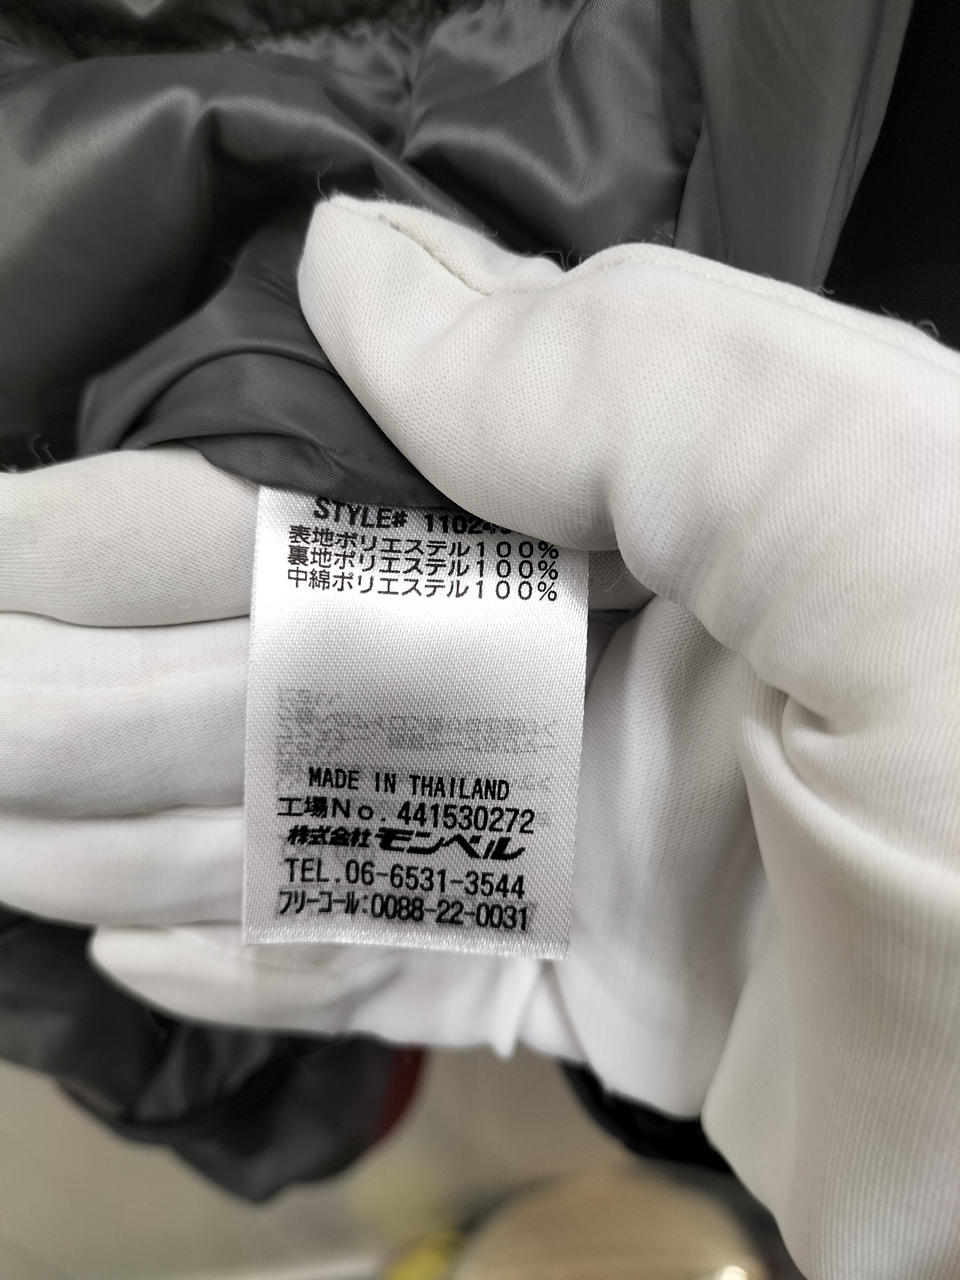 STYLE# 1102
表地ポリエステル１００％
裏地ポリエステル１００％
中綿ポリエステル１００％
MADE IN THAILAND
工場Ｎｏ．441530272
株式会社モンベル
TEL.06-6531-3544
フリーコール:0088-22-0031